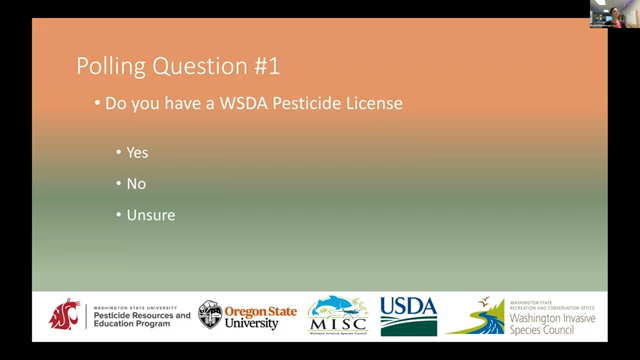 Polling Question #1
• Do you have a WSDA Pesticide License
• Yes
• No
• Unsure
WASHINGTON STATE UNIVERSITY
Pesticide Resources and
Education Program
Oregon State
University
MISC
USDA
WASHINGTON STATE
RECREATION AND CONSERVATION OFFICE
Washington Invasive
Species Council